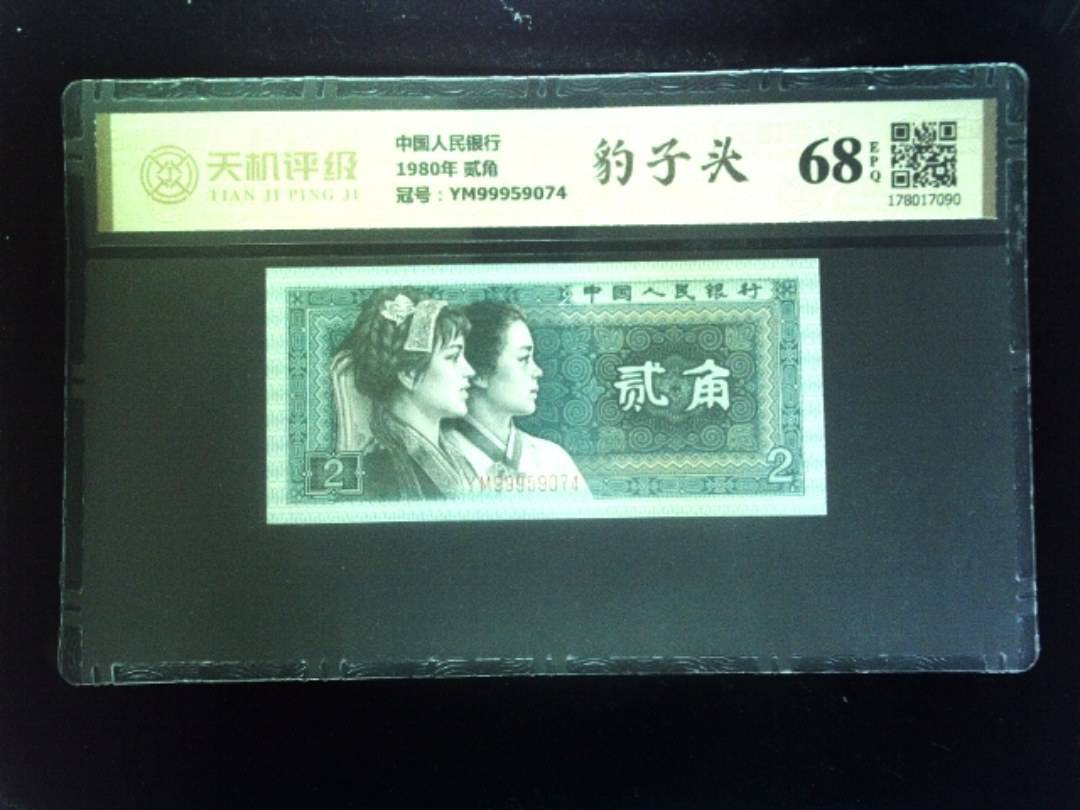 天机评级
TIAN JI PING JI
中国人民银行
1980年 贰角
冠号：YM99959074
豹子头
68
EPQ
178017090
中国人民银行
贰角
2
2
YM99959074